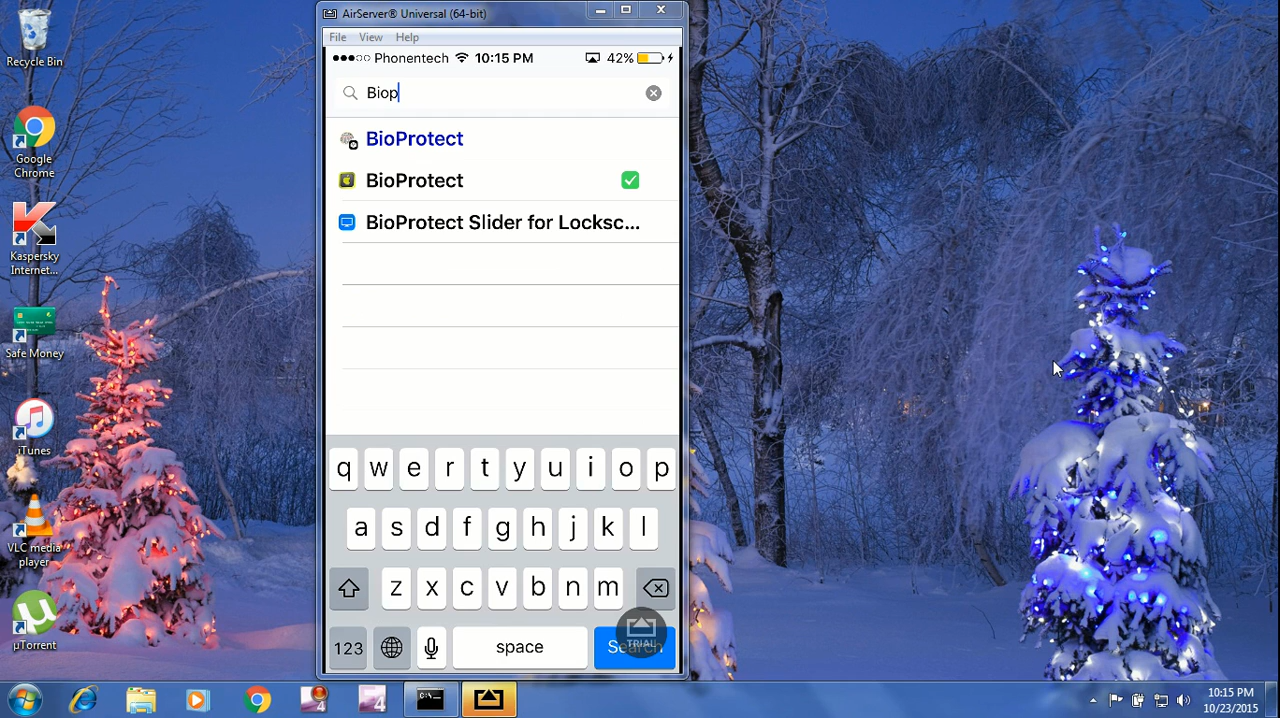 Recycle Bin
Google
Chrome
Kaspersky
Internet...
Safe Money
iTunes
VLC media
player
µTorrent
AirServer® Universal (64-bit)
File View Help
Phonentech 10:15 PM 42%
Biop
BioProtect
BioProtect
BioProtect Slider for Locksc...
q w e r t y u i o p
a s d f g h j k l
z x c v b n m
123 space Search
TRIAL
4
4
10:15 PM
10/23/2015